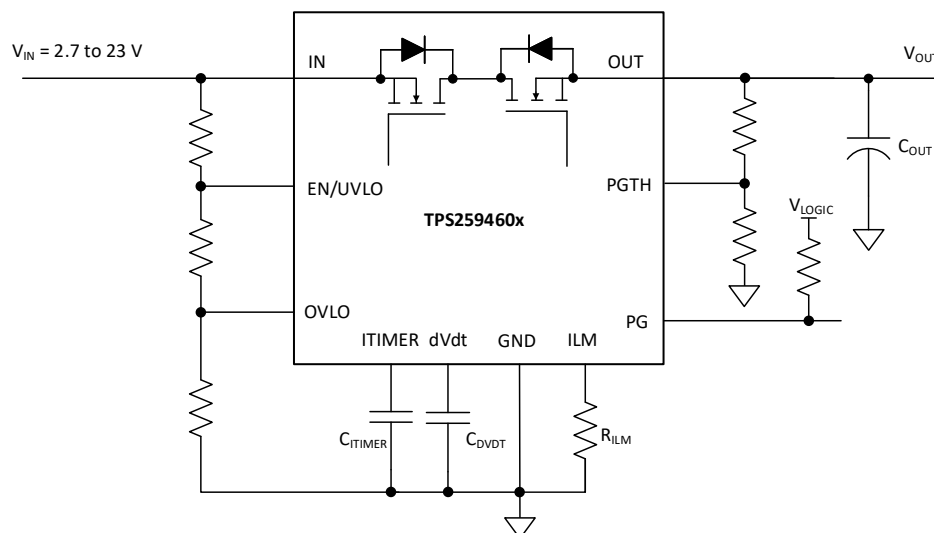 V_IN = 2.7 to 23 V
IN
OUT
V_OUT
C_OUT
EN/UVLO
PGTH
V_LOGIC
TPS259460x
OVLO
PG
ITIMER dVdt GND ILM
C_ITIMER
C_DVDT
R_ILM